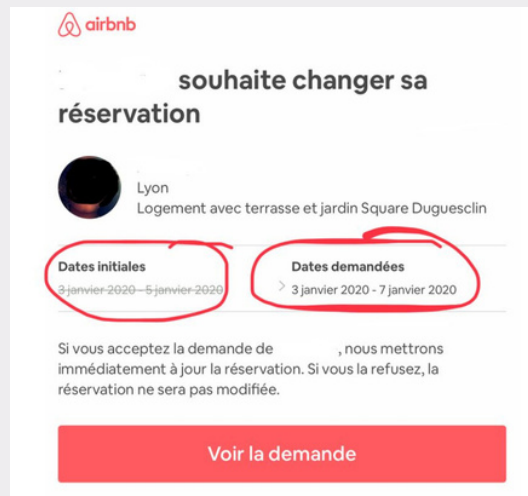 airbnb
souhaite changer sa
réservation
Lyon
Logement avec terrasse et jardin Square Duguesclin
Dates initiales
Dates demandées
3 janvier 2020 - 5 janvier 2020
3 janvier 2020 - 7 janvier 2020
Si vous acceptez la demande de , nous mettrons
immédiatement à jour la réservation. Si vous la refusez, la
réservation ne sera pas modifiée.
Voir la demande